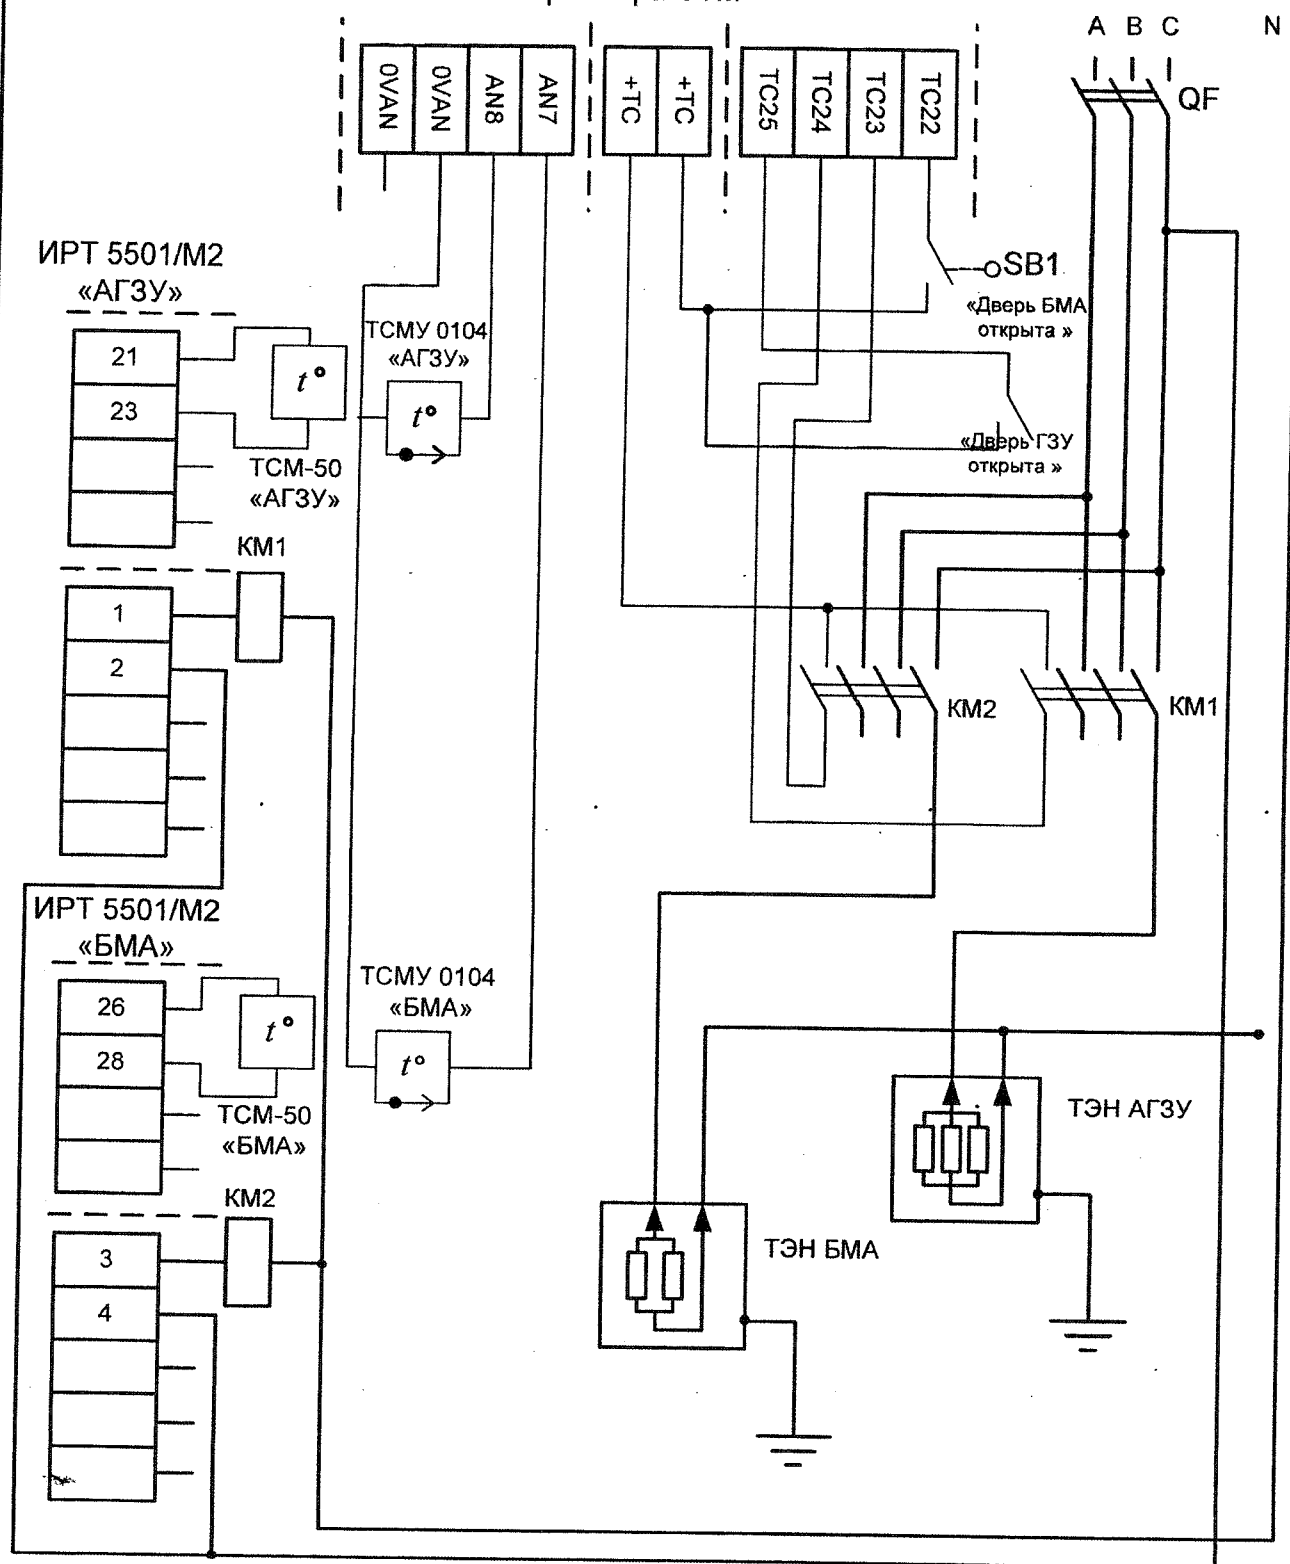 A B C N
QF
0VAN
0VAN
AN8
AN7
+TC
+TC
TC25
TC24
TC23
TC22
SB1
«Дверь БМА
открыта »
ИРТ 5501/М2
«АГЗУ»
21
23
t°
ТСМ-50
«АГЗУ»
ТСМУ 0104
«АГЗУ»
t°
«Дверь ГЗУ
открыта »
КМ1
1
2
КМ2
КМ1
ИРТ 5501/М2
«БМА»
26
28
t°
ТСМ-50
«БМА»
ТСМУ 0104
«БМА»
t°
ТЭН АГЗУ
КМ2
3
4
ТЭН БМА